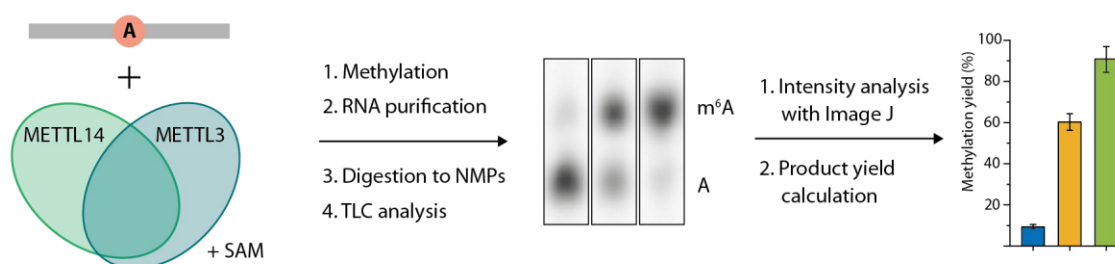 A
+
METTL14
METTL3
+ SAM
1. Methylation
2. RNA purification
3. Digestion to NMPs
4. TLC analysis
m⁶A
A
1. Intensity analysis
with Image J
2. Product yield
calculation
Methylation yield (%)
100
80
60
40
20